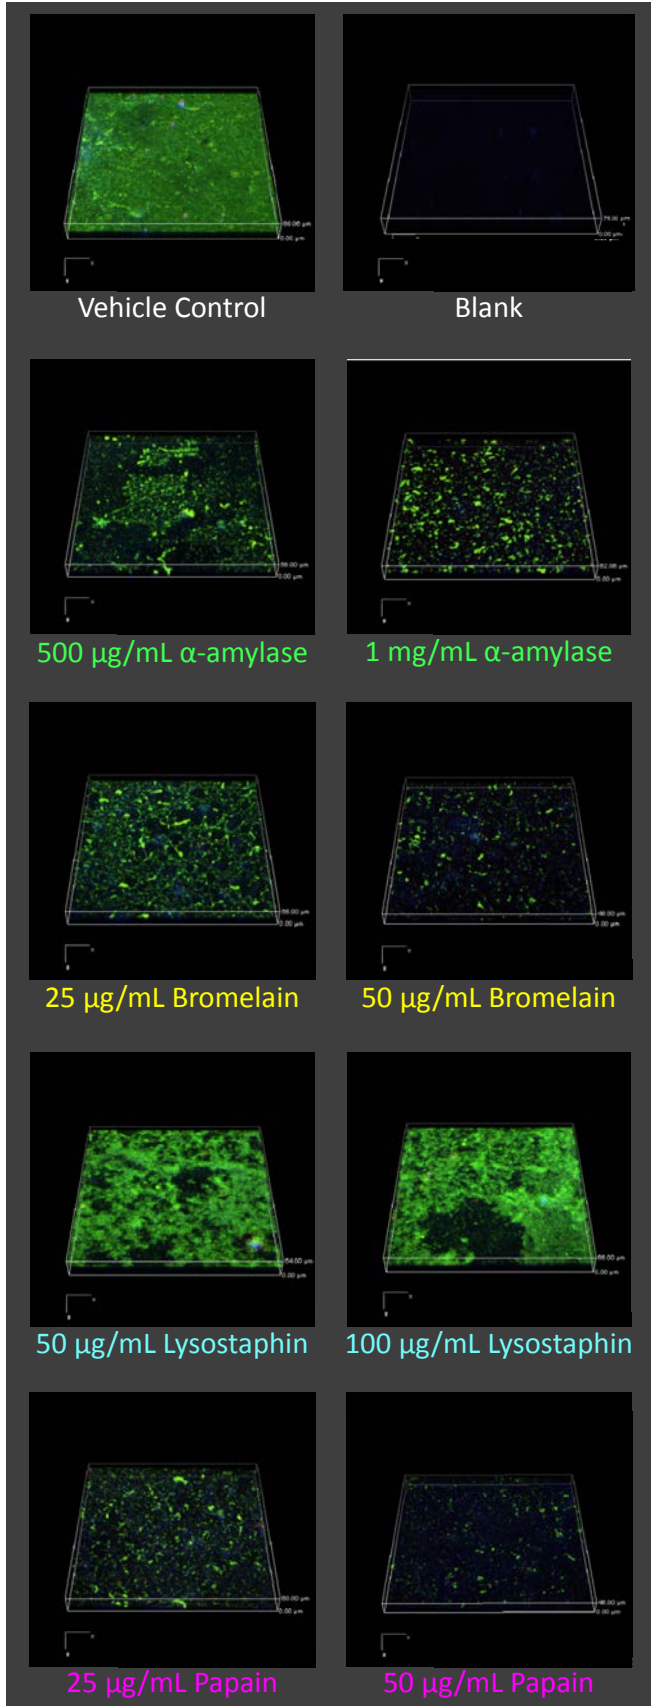 Vehicle Control
Blank
500 µg/mL α-amylase
1 mg/mL α-amylase
25 µg/mL Bromelain
50 µg/mL Bromelain
50 µg/mL Lysostaphin
100 µg/mL Lysostaphin
25 µg/mL Papain
50 µg/mL Papain